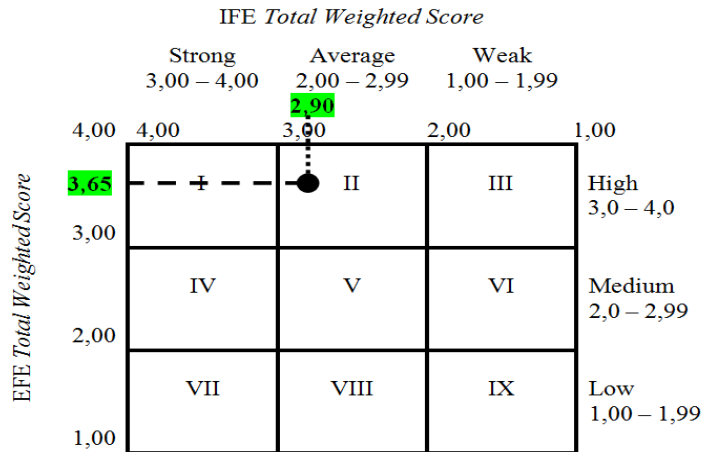 IFE Total Weighted Score
Strong Average Weak
3,00 – 4,00 2,00 – 2,99 1,00 – 1,99
2,90
4,00 4,00 3,00 2,00 1,00
3,65 I II III High
3,0 – 4,0
3,00
IV V VI Medium
2,0 – 2,99
2,00
VII VIII IX Low
1,00 – 1,99
1,00
EFE Total Weighted Score